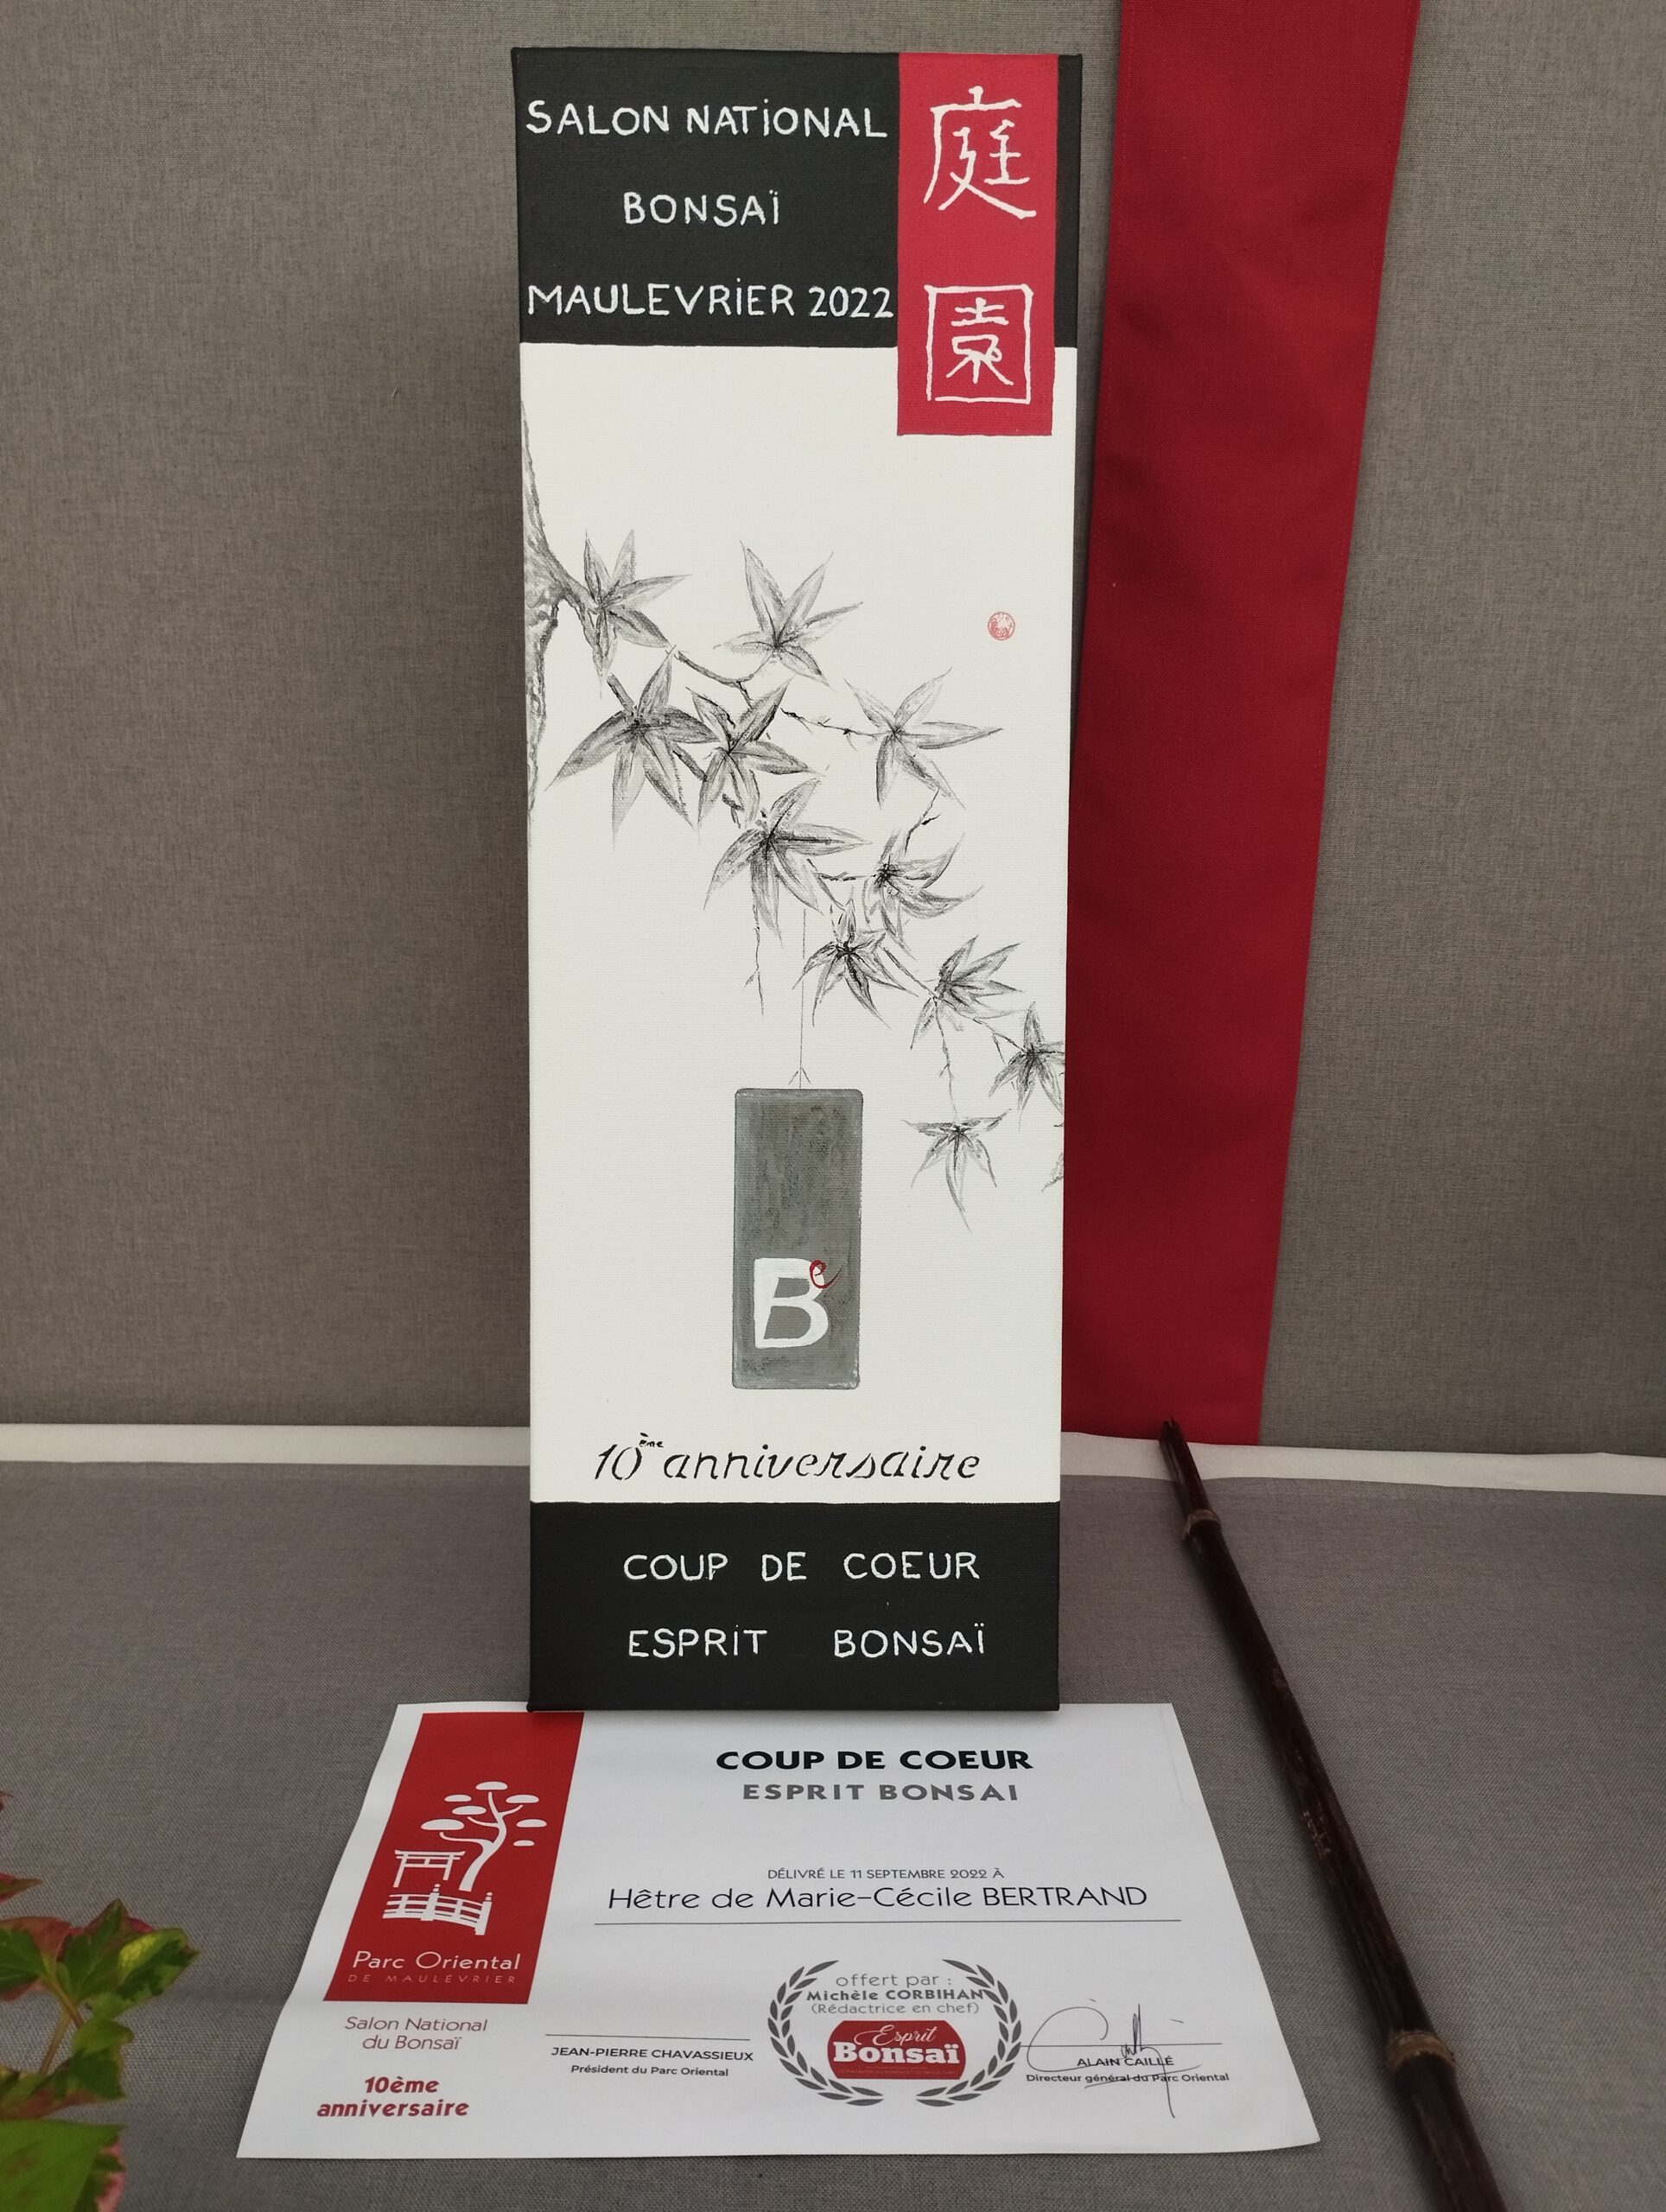 SALON NATIONAL
BONSAÏ
MAULEVRIER 2022
庭
園
Be
10ème anniversaire
COUP DE COEUR
ESPRIT BONSAÏ
COUP DE COEUR
ESPRIT BONSAI
DÉLIVRÉ LE 11 SEPTEMBRE 2022 À
Hêtre de Marie-Cécile BERTRAND
Parc Oriental
DE MAULÉVRIER
Salon National
du Bonsaï
10ème
anniversaire
JEAN-PIERRE CHAVASSIEUX
Président du Parc Oriental
offert par :
Michèle CORBIHAN
(Rédactrice en chef)
Esprit
Bonsaï
ALAIN CAILLÉ
Directeur général du Parc Oriental